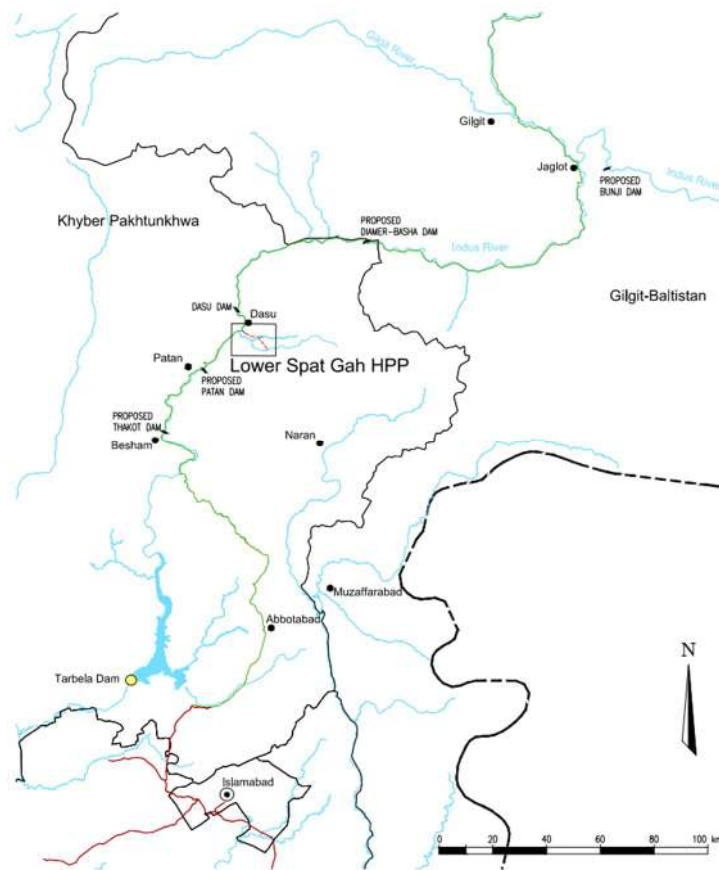 Gilgit River
Gilgit
Jaglot
PROPOSED
BUNJI DAM
Indus River
Khyber Pakhtunkhwa
PROPOSED
DIAMER-BASHA DAM
Indus River
Gilgit-Baltistan
DASU DAM
Dasu
Lower Spat Gah HPP
Patan
PROPOSED
PATAN DAM
PROPOSED
THAKOT DAM
Besham
Naran
Muzaffarabad
Abbotabad
Tarbela Dam
N
Islamabad
0 20 40 60 80 100 km